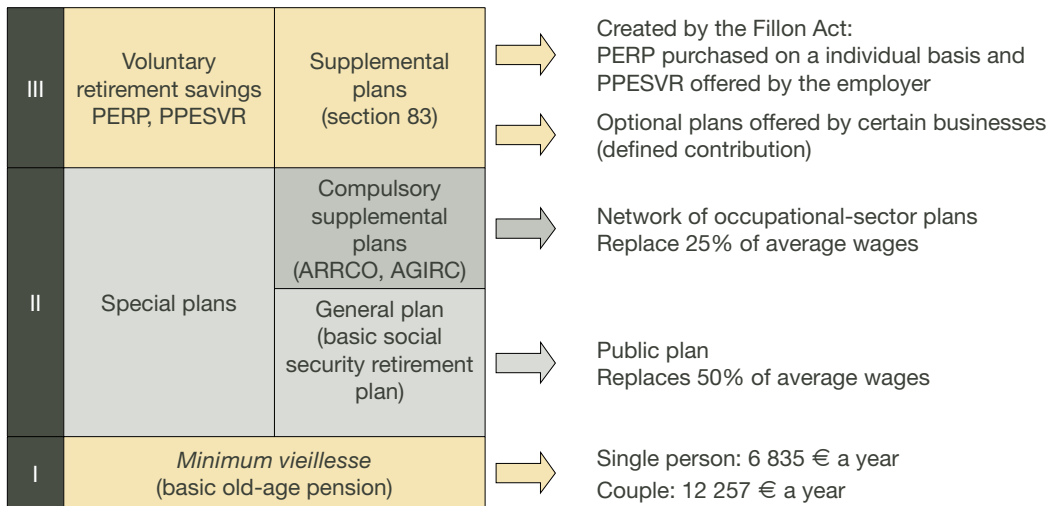 III
Voluntary
retirement savings
PERP, PPESVR
Supplemental
plans
(section 83)
Created by the Fillon Act:
PERP purchased on a individual basis and
PPESVR offered by the employer
Optional plans offered by certain businesses
(defined contribution)
II
Special plans
Compulsory
supplemental
plans
(ARRCO, AGIRC)
Network of occupational-sector plans
Replace 25% of average wages
General plan
(basic social
security retirement
plan)
Public plan
Replaces 50% of average wages
I
Minimum vieillesse
(basic old-age pension)
Single person: 6 835 € a year
Couple: 12 257 € a year